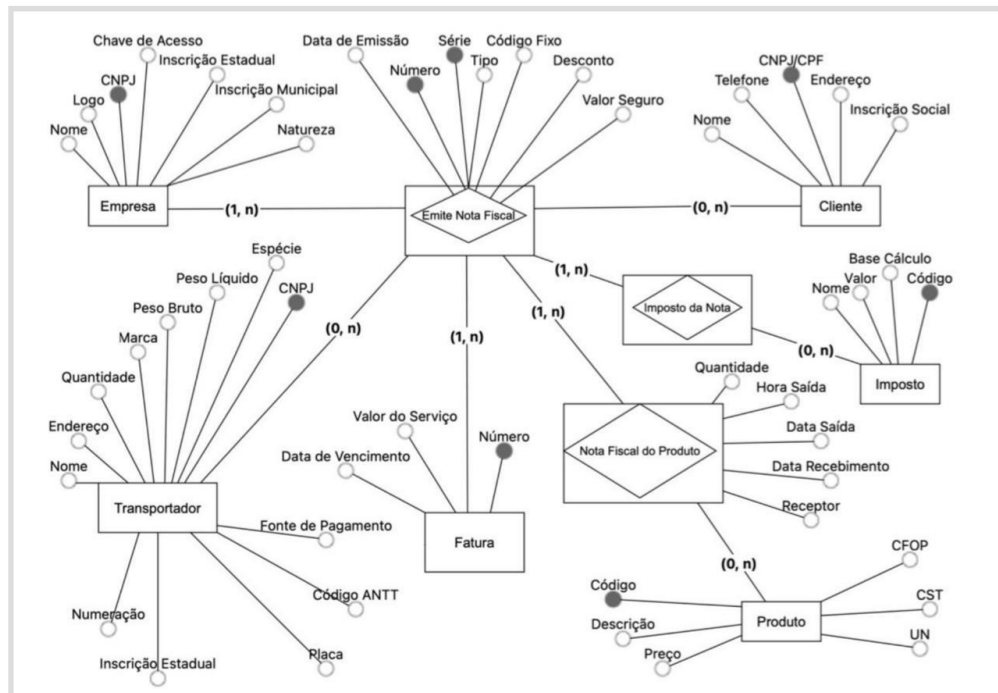 Chave de Acesso
CNPJ
Inscrição Estadual
Logo
Inscrição Municipal
Nome
Natureza
Empresa
(1, n)
Data de Emissão
Série
Código Fixo
Número
Tipo
Desconto
Valor Seguro
Emite Nota Fiscal
CNPJ/CPF
Telefone
Endereço
Nome
Inscrição Social
(0, n)
Cliente
Espécie
Peso Líquido
CNPJ
Peso Bruto
Marca
Quantidade
Endereço
Nome
Transportador
(0, n)
Fonte de Pagamento
Código ANTT
Numeração
Inscrição Estadual
Placa
(1, n)
Valor do Serviço
Número
Data de Vencimento
Fatura
(1, n)
Imposto da Nota
(0, n)
Base Cálculo
Nome
Valor
Código
Imposto
(1, n)
Quantidade
Hora Saída
Nota Fiscal do Produto
Data Saída
Data Recebimento
Receptor
(0, n)
CFOP
Código
CST
Descrição
Produto
UN
Preço